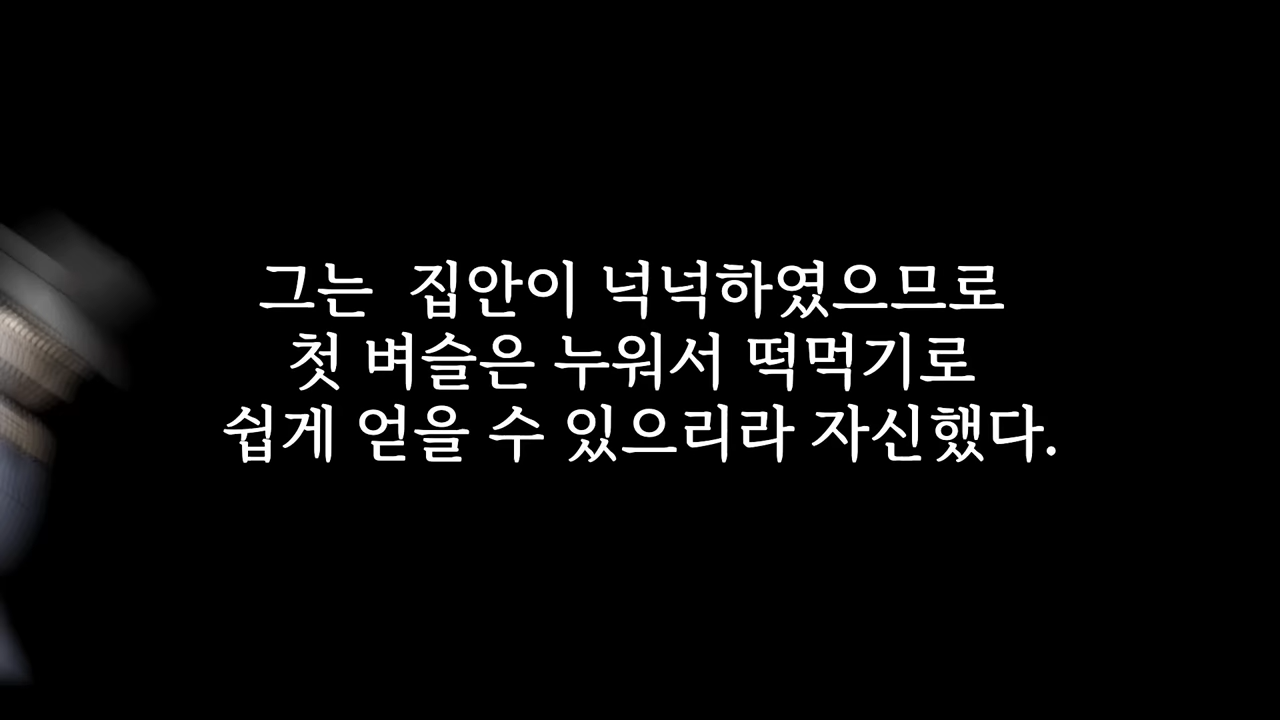 그는 집안이 넉넉하였으므로
첫 벼슬은 누워서 떡먹기로
쉽게 얻을 수 있으리라 자신했다.